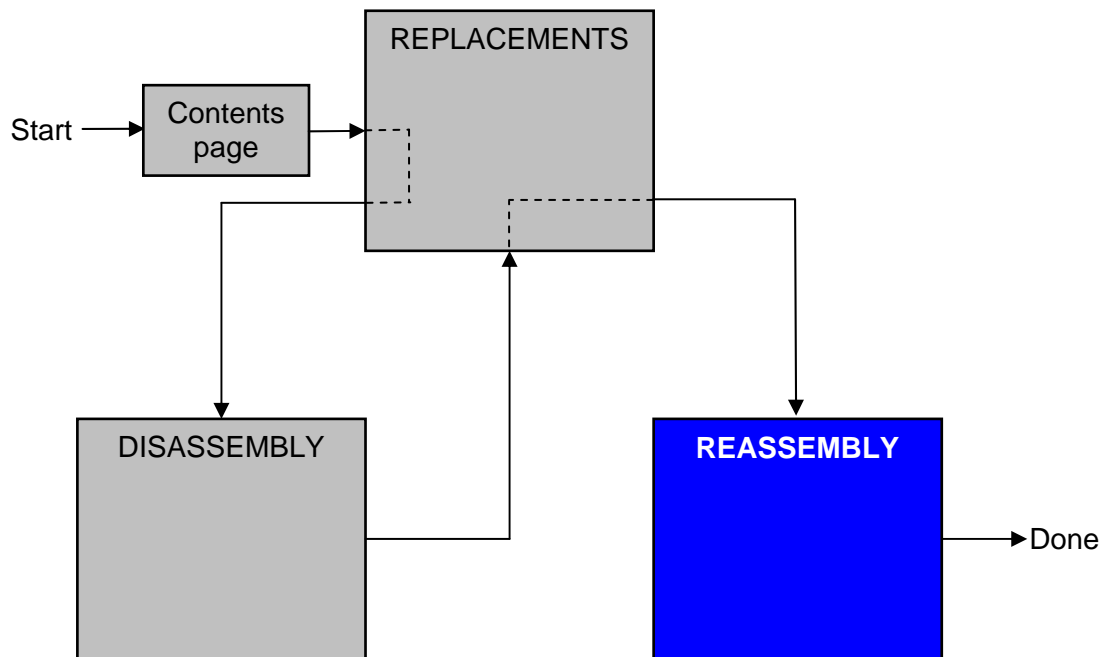 REPLACEMENTS
Start
Contents
page
DISASSEMBLY
REASSEMBLY
Done